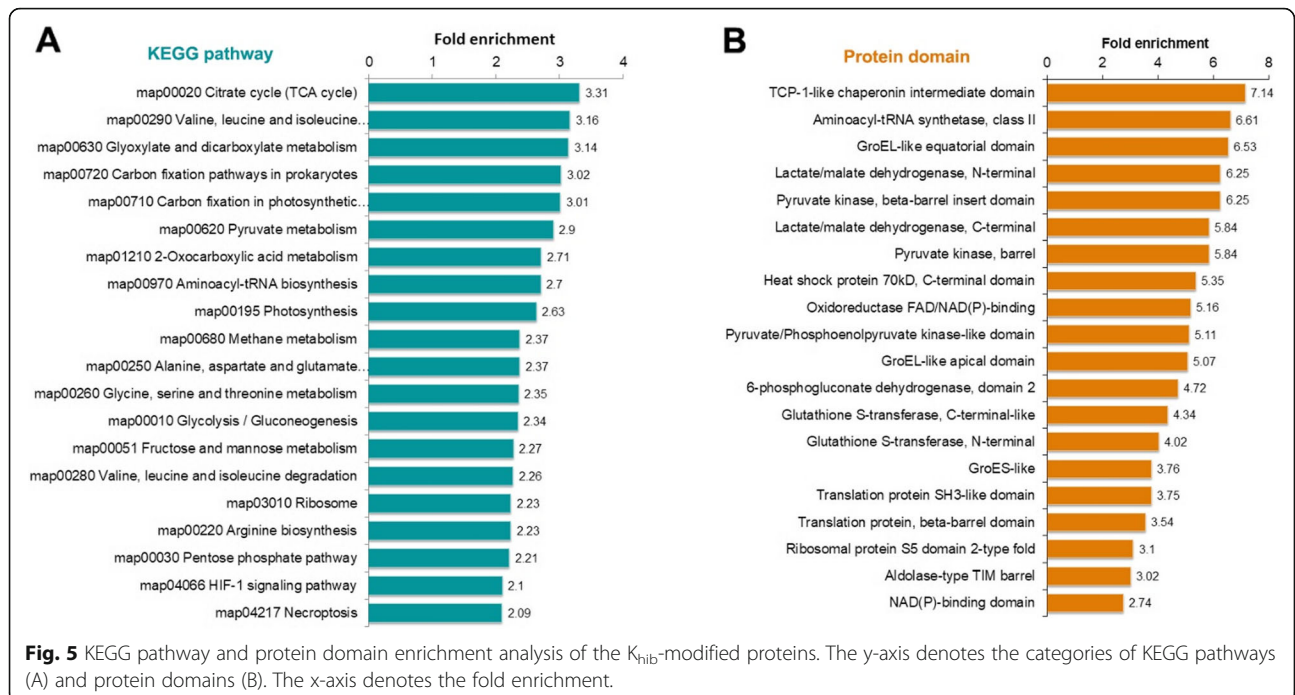 A
KEGG pathway
Fold enrichment
0 1 2 3 4
map00020 Citrate cycle (TCA cycle) 3.31
map00290 Valine, leucine and isoleucine... 3.16
map00630 Glyoxylate and dicarboxylate metabolism 3.14
map00720 Carbon fixation pathways in prokaryotes 3.02
map00710 Carbon fixation in photosynthetic... 3.01
map00620 Pyruvate metabolism 2.9
map01210 2-Oxocarboxylic acid metabolism 2.71
map00970 Aminoacyl-tRNA biosynthesis 2.7
map00195 Photosynthesis 2.63
map00680 Methane metabolism 2.37
map00250 Alanine, aspartate and glutamate... 2.37
map00260 Glycine, serine and threonine metabolism 2.35
map00010 Glycolysis / Gluconeogenesis 2.34
map00051 Fructose and mannose metabolism 2.27
map00280 Valine, leucine and isoleucine degradation 2.26
map03010 Ribosome 2.23
map00220 Arginine biosynthesis 2.23
map00030 Pentose phosphate pathway 2.21
map04066 HIF-1 signaling pathway 2.1
map04217 Necroptosis 2.09
B
Protein domain
Fold enrichment
0 2 4 6 8
TCP-1-like chaperonin intermediate domain 7.14
Aminoacyl-tRNA synthetase, class II 6.61
GroEL-like equatorial domain 6.53
Lactate/malate dehydrogenase, N-terminal 6.25
Pyruvate kinase, beta-barrel insert domain 6.25
Lactate/malate dehydrogenase, C-terminal 5.84
Pyruvate kinase, barrel 5.84
Heat shock protein 70kD, C-terminal domain 5.35
Oxidoreductase FAD/NAD(P)-binding 5.16
Pyruvate/Phosphoenolpyruvate kinase-like domain 5.11
GroEL-like apical domain 5.07
6-phosphogluconate dehydrogenase, domain 2 4.72
Glutathione S-transferase, C-terminal-like 4.34
Glutathione S-transferase, N-terminal 4.02
GroES-like 3.76
Translation protein SH3-like domain 3.75
Translation protein, beta-barrel domain 3.54
Ribosomal protein S5 domain 2-type fold 3.1
Aldolase-type TIM barrel 3.02
NAD(P)-binding domain 2.74
Fig. 5 KEGG pathway and protein domain enrichment analysis of the Khib-modified proteins. The y-axis denotes the categories of KEGG pathways
(A) and protein domains (B). The x-axis denotes the fold enrichment.